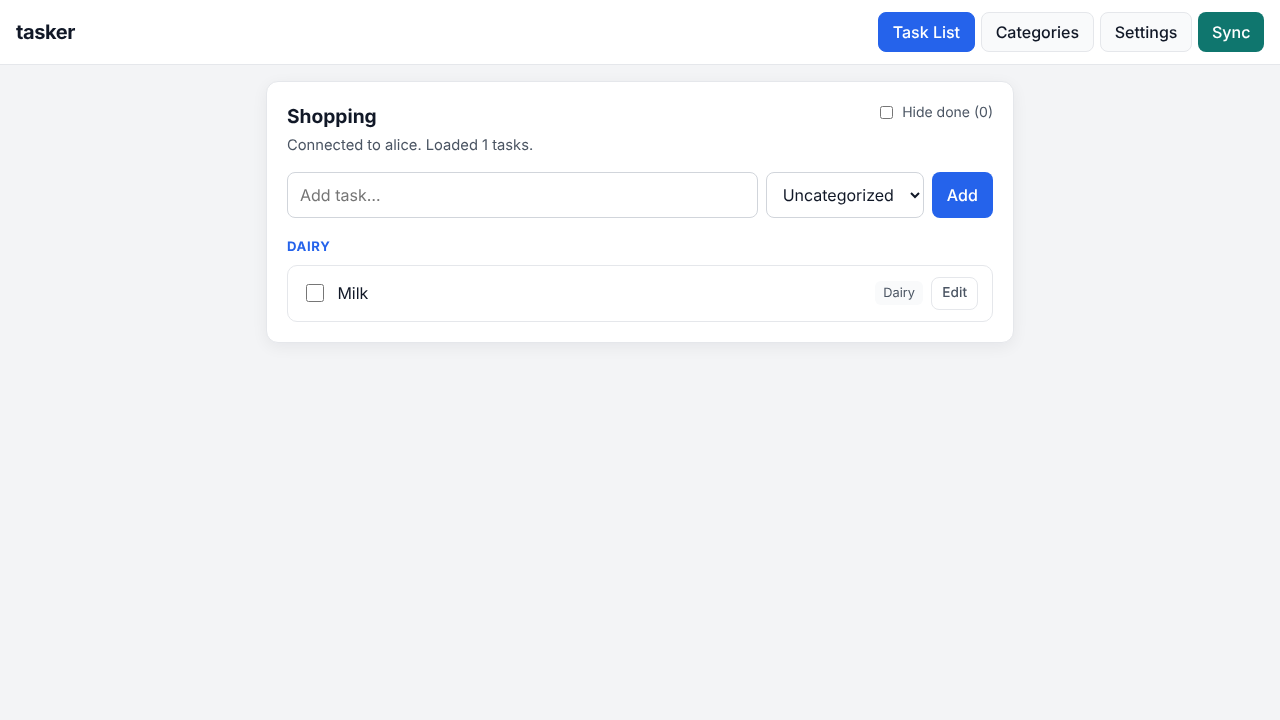 tasker
Task List
Categories
Settings
Sync
Shopping
Hide done (0)
Connected to alice. Loaded 1 tasks.
Add task...
Uncategorized
Add
DAIRY
Milk
Dairy
Edit